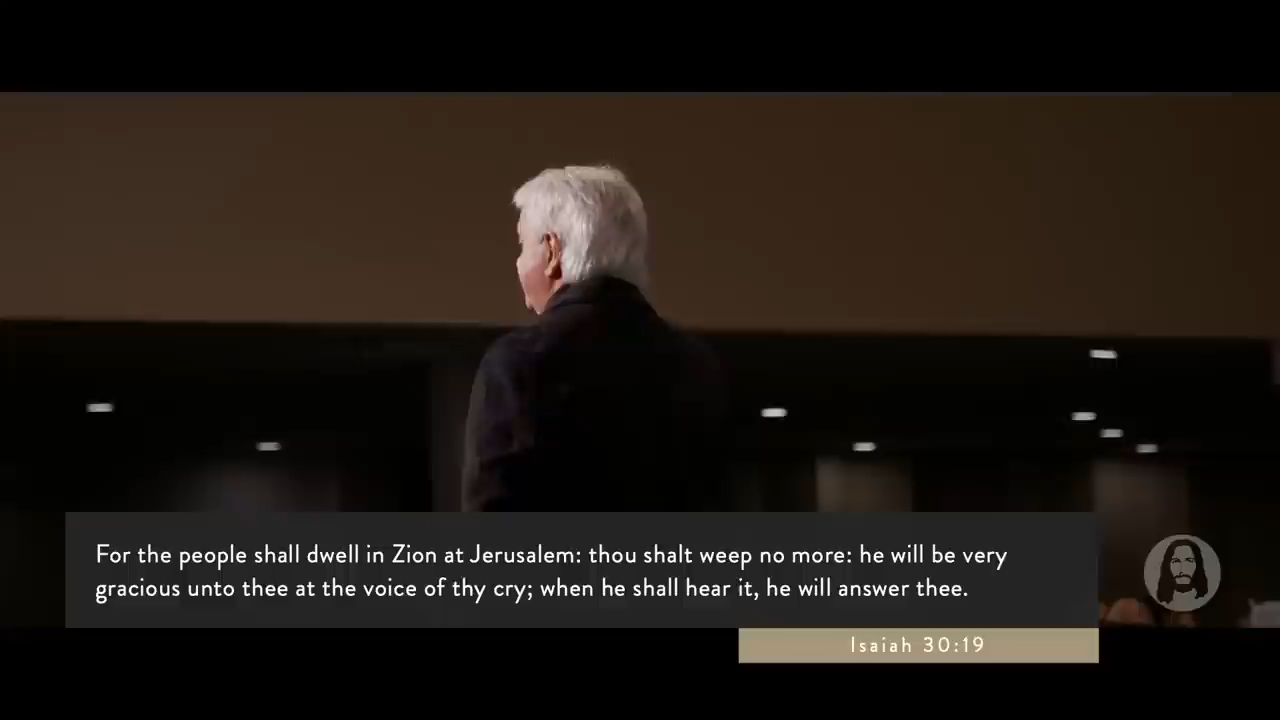 For the people shall dwell in Zion at Jerusalem: thou shalt weep no more: he will be very
gracious unto thee at the voice of thy cry; when he shall hear it, he will answer thee.
Isaiah 30:19